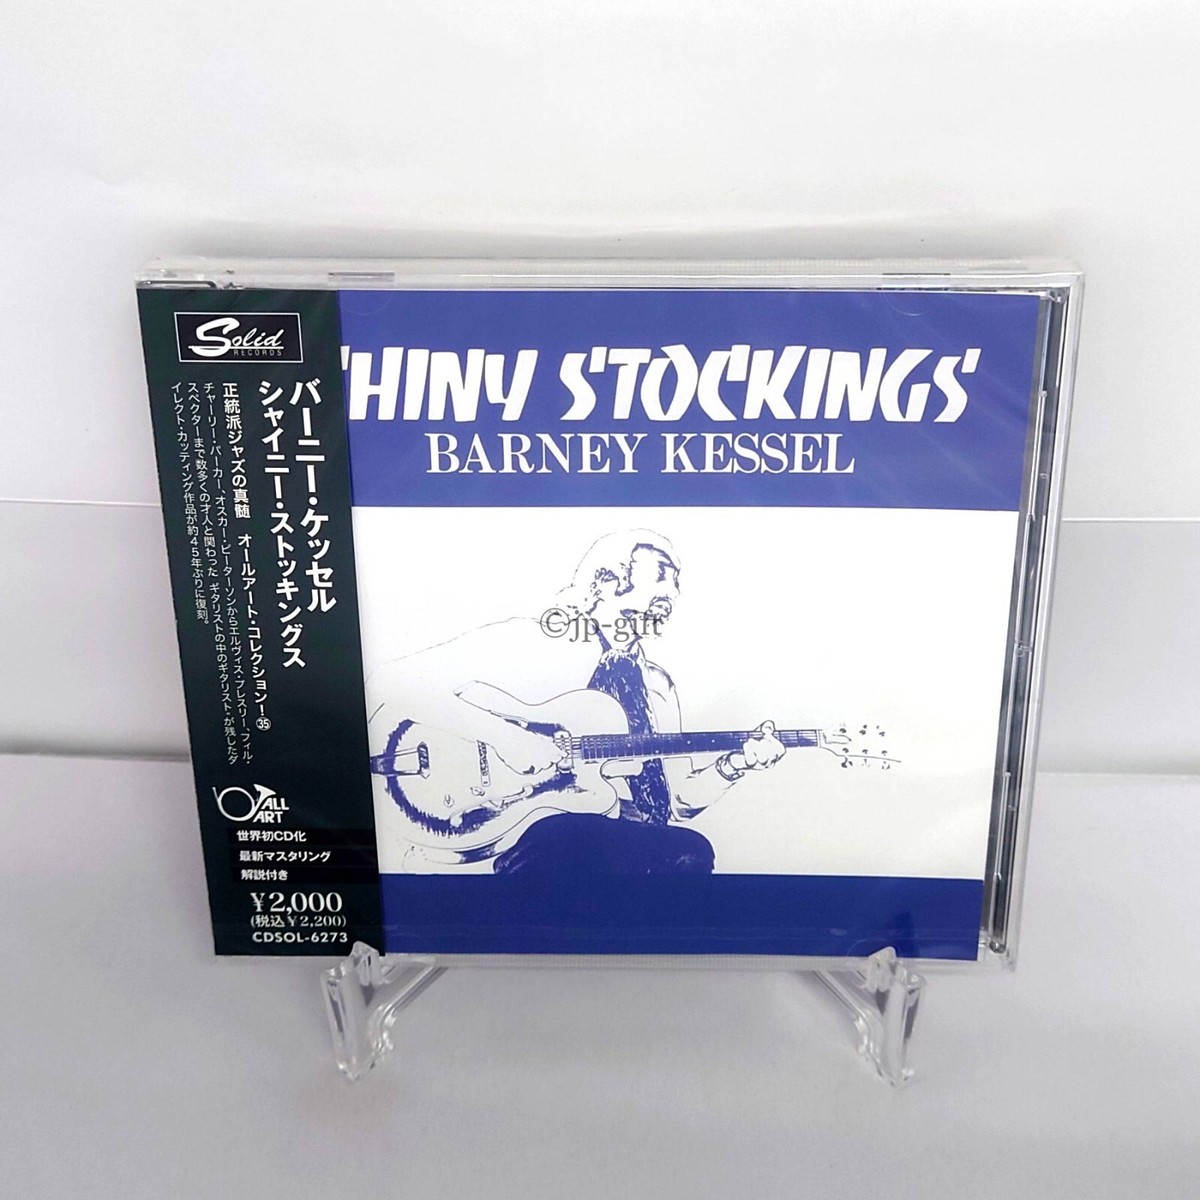 Solid
RECORDS
バーニー・ケッセル
シャイニー・ストッキングス
正統派ジャズの真髄 オールアート・コレクション！㉟
チャーリー・パーカー、オスカー・ピーターソンからエルヴィス・プレスリー、フィル・
スペクターまで数多くの才人と関わった“ギタリストの中のギタリスト”が残したダ
イレクト・カッティング作品が約45年ぶりに復刻。
ALL
ART
世界初CD化
最新マスタリング
解説付き
¥2,000
(税込¥2,200)
CDSOL-6273
HINY STOCKINGS
BARNEY KESSEL
©jp-gift